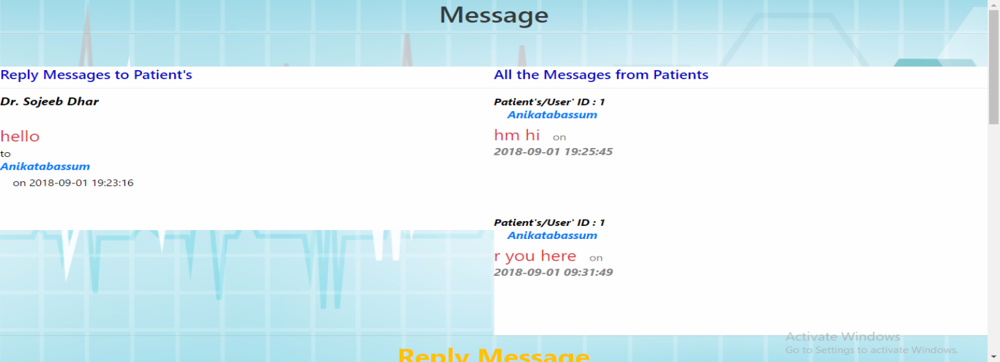 Message
Reply Messages to Patient's
Dr. Sojeeb Dhar
hello
to
Anikatabassum
on 2018-09-01 19:23:16
All the Messages from Patients
Patient's/User' ID : 1
Anikatabassum
hm hi on
2018-09-01 19:25:45
Patient's/User' ID : 1
Anikatabassum
r you here on
2018-09-01 09:31:49
Activate Windows
Go to Settings to activate Windows.
Reply Message